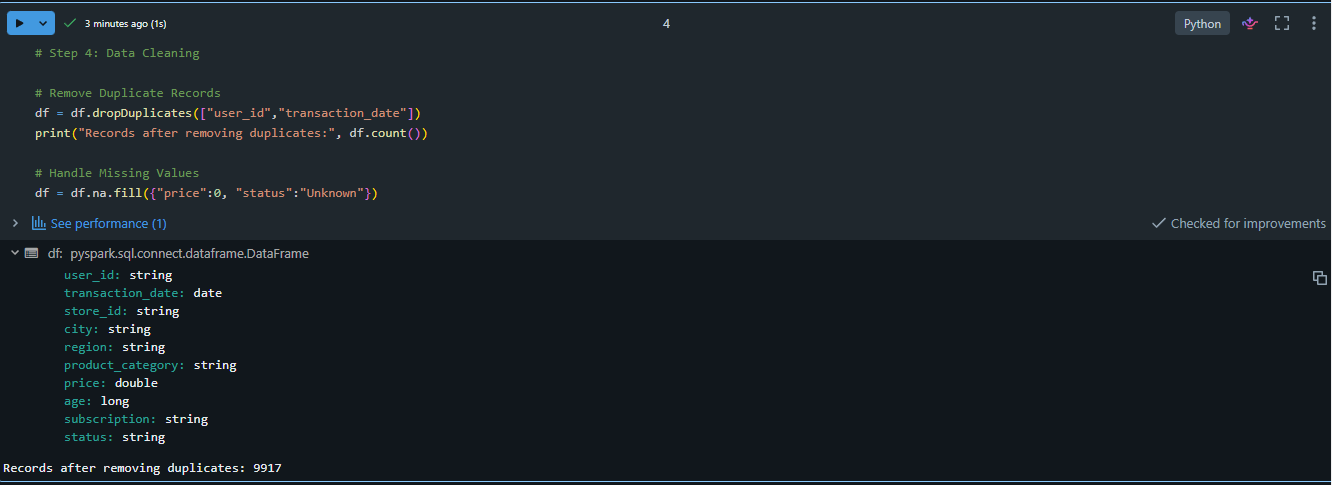 3 minutes ago (1s)
4
Python
# Step 4: Data Cleaning
# Remove Duplicate Records
df = df.dropDuplicates(["user_id","transaction_date"])
print("Records after removing duplicates:", df.count())
# Handle Missing Values
df = df.na.fill({"price":0, "status":"Unknown"})
See performance (1)
Checked for improvements
df: pyspark.sql.connect.dataframe.DataFrame
user_id: string
transaction_date: date
store_id: string
city: string
region: string
product_category: string
price: double
age: long
subscription: string
status: string
Records after removing duplicates: 9917